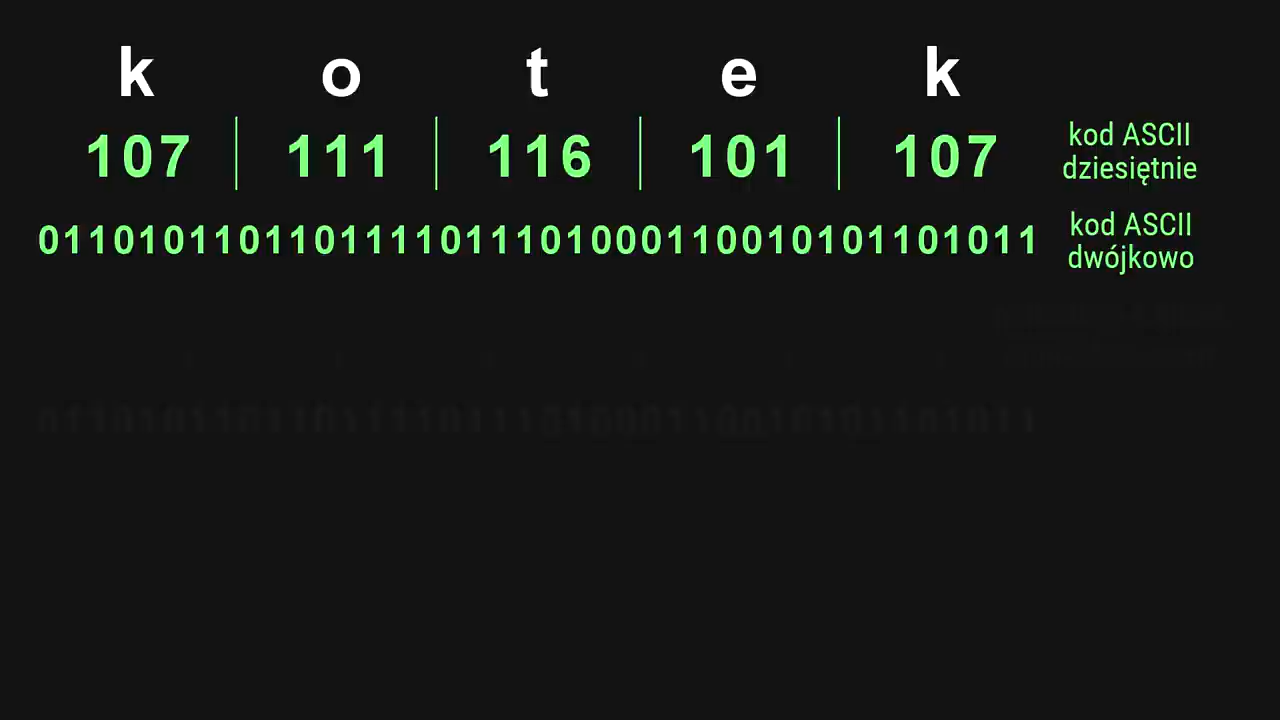 k o t e k
107 111 116 101 107
kod ASCII
dziesiętnie
0110101101101111011101000110010101101011
kod ASCII
dwójkowo